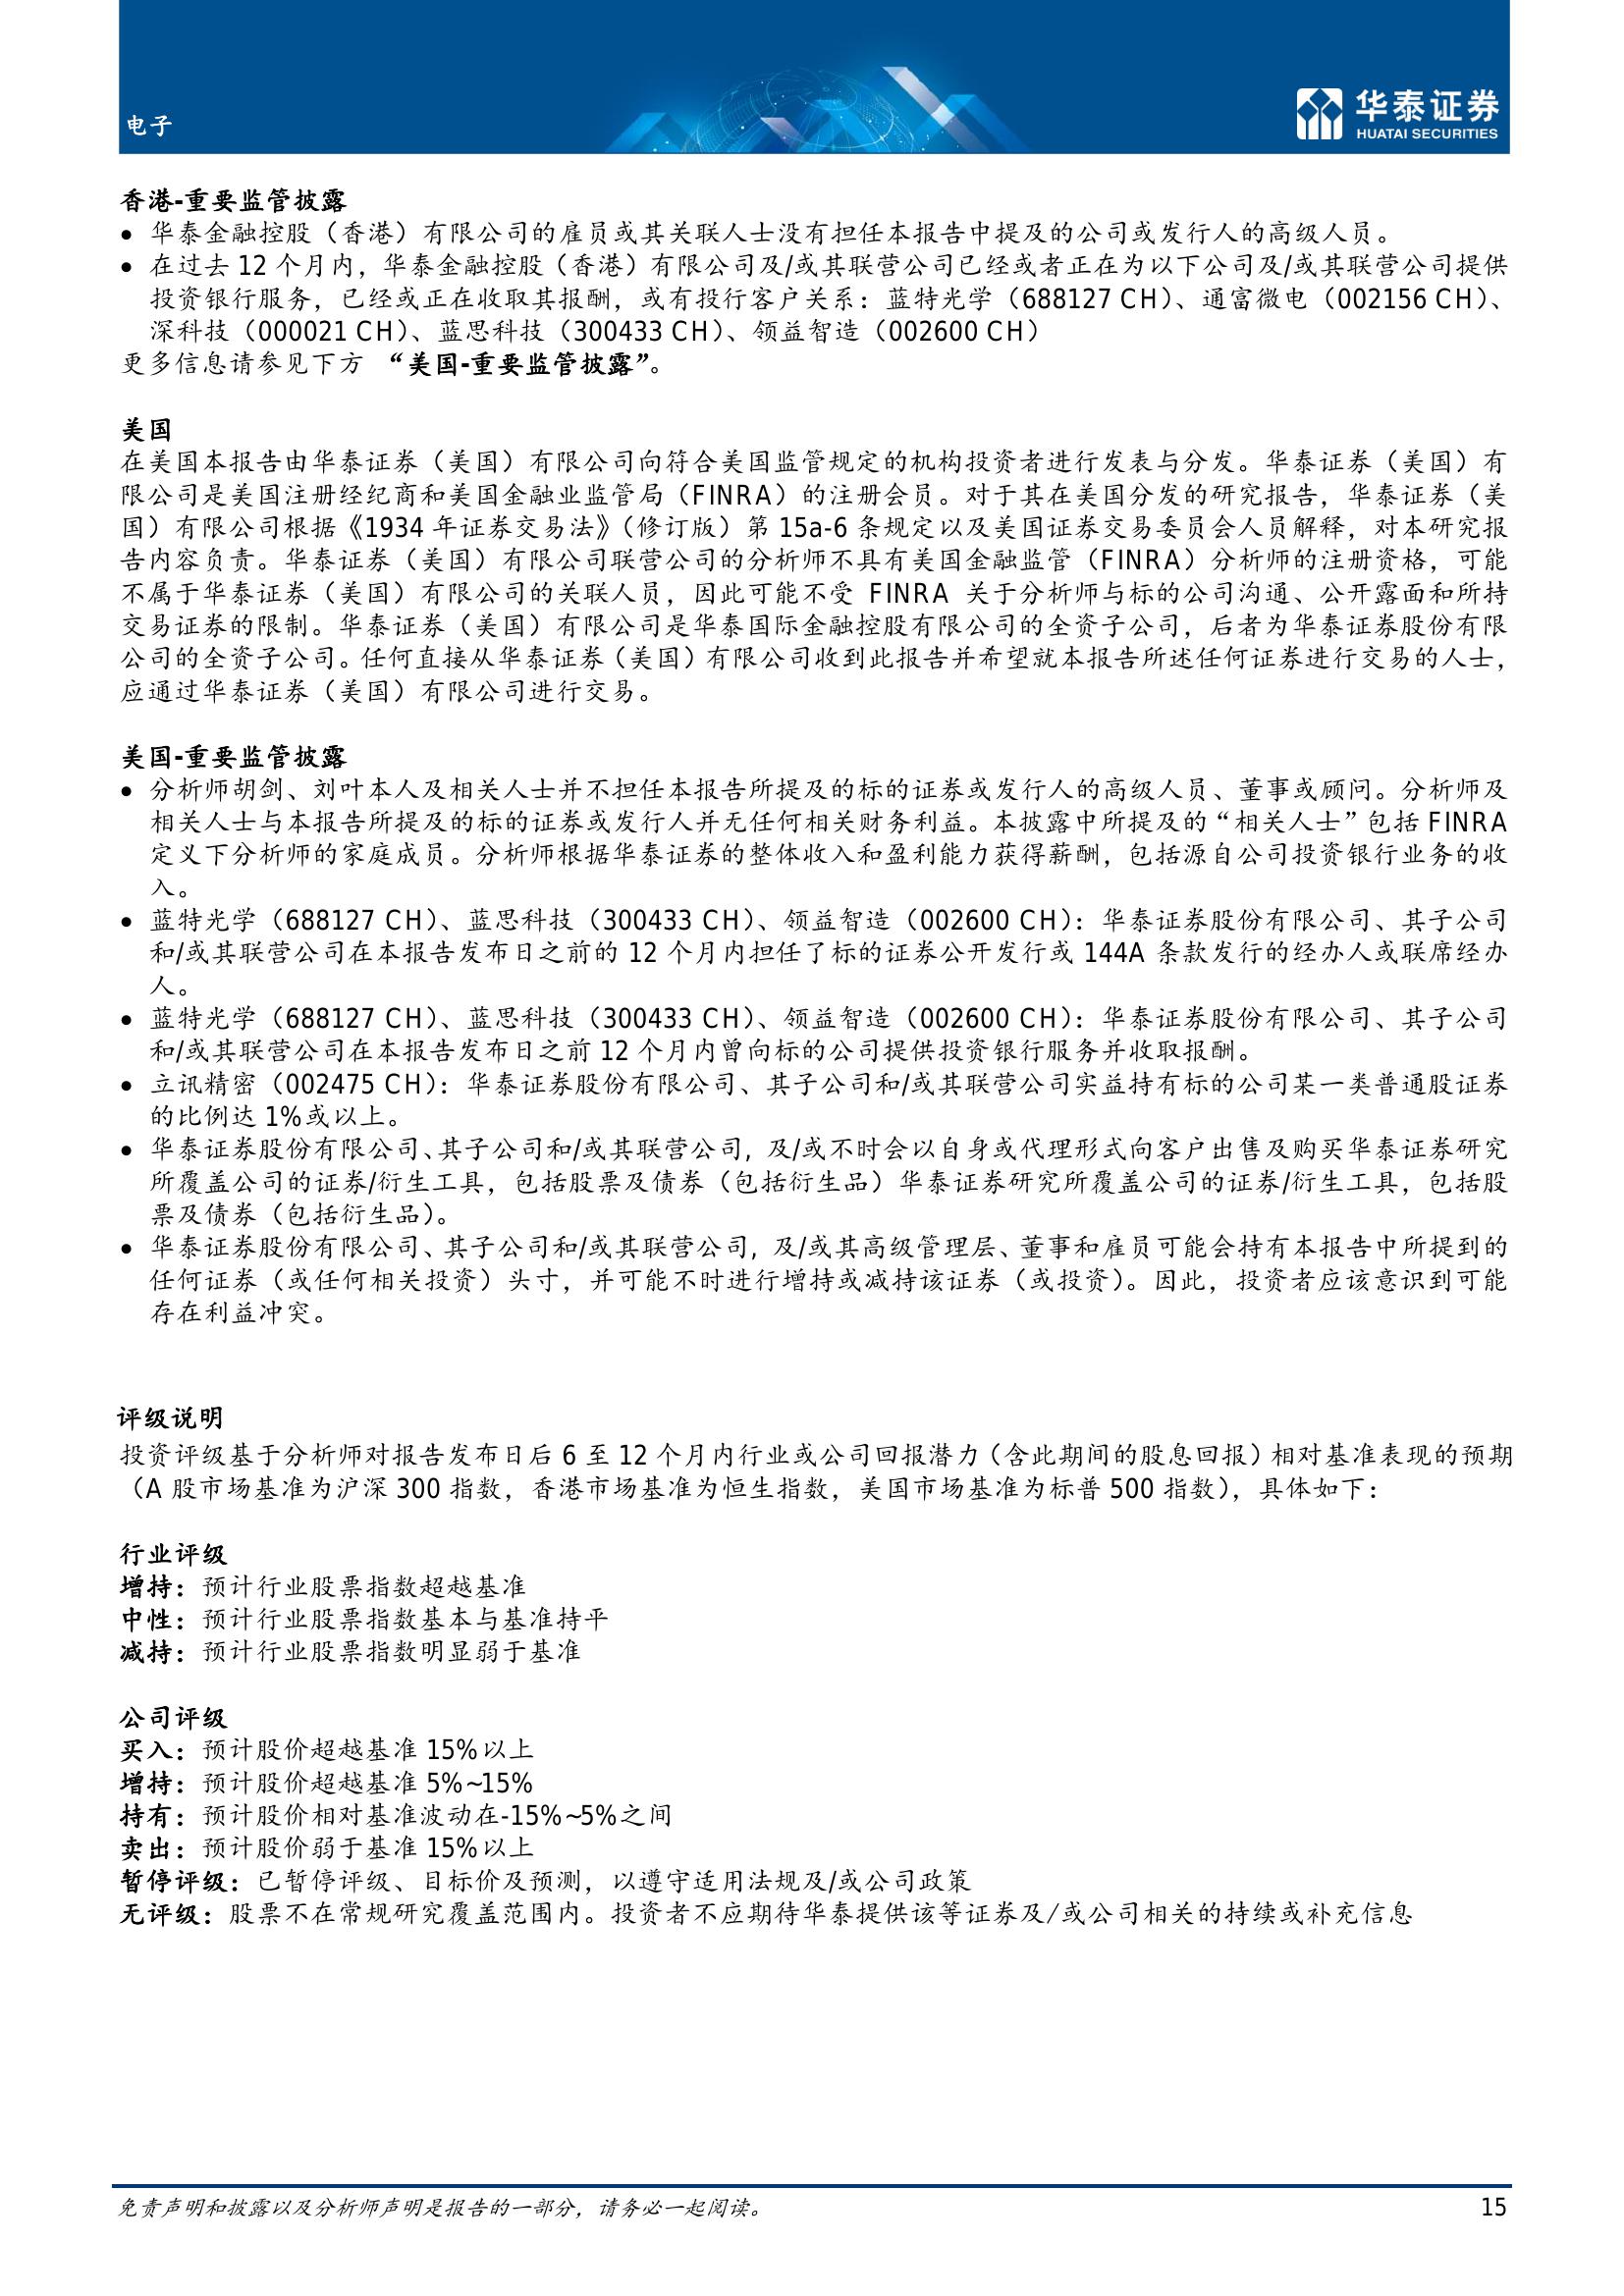 电子
华泰证券
HUATAI SECURITIES
香港-重要监管披露
• 华泰金融控股（香港）有限公司的雇员或其关联人士没有担任本报告中提及的公司或发行人的高级人员。
• 在过去 12 个月内，华泰金融控股（香港）有限公司及/或其联营公司已经或者正在为以下公司及/或其联营公司提供
投资银行服务，已经或正在收取其报酬，或有投行客户关系：蓝特光学（688127 CH）、通富微电（002156 CH）、
深科技（000021 CH）、蓝思科技（300433 CH）、领益智造（002600 CH）
更多信息请参见下方 “美国-重要监管披露”。
美国
在美国本报告由华泰证券（美国）有限公司向符合美国监管规定的机构投资者进行发表与分发。华泰证券（美国）有
限公司是美国注册经纪商和美国金融业监管局（FINRA）的注册会员。对于其在美国分发的研究报告，华泰证券（美
国）有限公司根据《1934 年证券交易法》（修订版）第 15a-6 条规定以及美国证券交易委员会人员解释，对本研究报
告内容负责。华泰证券（美国）有限公司联营公司的分析师不具有美国金融监管（FINRA）分析师的注册资格，可能
不属于华泰证券（美国）有限公司的关联人员，因此可能不受 FINRA 关于分析师与标的公司沟通、公开露面和所持
交易证券的限制。华泰证券（美国）有限公司是华泰国际金融控股有限公司的全资子公司，后者为华泰证券股份有限
公司的全资子公司。任何直接从华泰证券（美国）有限公司收到此报告并希望就本报告所述任何证券进行交易的人士，
应通过华泰证券（美国）有限公司进行交易。
美国-重要监管披露
• 分析师胡剑、刘叶本人及相关人士并不担任本报告所提及的标的证券或发行人的高级人员、董事或顾问。分析师及
相关人士与本报告所提及的标的证券或发行人并无任何相关财务利益。本披露中所提及的“相关人士”包括 FINRA
定义下分析师的家庭成员。分析师根据华泰证券的整体收入和盈利能力获得薪酬，包括源自公司投资银行业务的收
入。
• 蓝特光学（688127 CH）、蓝思科技（300433 CH）、领益智造（002600 CH）：华泰证券股份有限公司、其子公司
和/或其联营公司在本报告发布日之前的 12 个月内担任了标的证券公开发行或 144A 条款发行的经办人或联席经办
人。
• 蓝特光学（688127 CH）、蓝思科技（300433 CH）、领益智造（002600 CH）：华泰证券股份有限公司、其子公司
和/或其联营公司在本报告发布日之前 12 个月内曾向标的公司提供投资银行服务并收取报酬。
• 立讯精密（002475 CH）：华泰证券股份有限公司、其子公司和/或其联营公司实益持有标的公司某一类普通股证券
的比例达 1%或以上。
• 华泰证券股份有限公司、其子公司和/或其联营公司, 及/或不时会以自身或代理形式向客户出售及购买华泰证券研究
所覆盖公司的证券/衍生工具，包括股票及债券（包括衍生品）华泰证券研究所覆盖公司的证券/衍生工具，包括股
票及债券（包括衍生品）。
• 华泰证券股份有限公司、其子公司和/或其联营公司, 及/或其高级管理层、董事和雇员可能会持有本报告中所提到的
任何证券（或任何相关投资）头寸，并可能不时进行增持或减持该证券（或投资）。因此，投资者应该意识到可能
存在利益冲突。
评级说明
投资评级基于分析师对报告发布日后 6 至 12 个月内行业或公司回报潜力（含此期间的股息回报）相对基准表现的预期
（A 股市场基准为沪深 300 指数，香港市场基准为恒生指数，美国市场基准为标普 500 指数），具体如下：
行业评级
增持：预计行业股票指数超越基准
中性：预计行业股票指数基本与基准持平
减持：预计行业股票指数明显弱于基准
公司评级
买入：预计股价超越基准 15%以上
增持：预计股价超越基准 5%~15%
持有：预计股价相对基准波动在-15%~5%之间
卖出：预计股价弱于基准 15%以上
暂停评级：已暂停评级、目标价及预测，以遵守适用法规及/或公司政策
无评级：股票不在常规研究覆盖范围内。投资者不应期待华泰提供该等证券及/或公司相关的持续或补充信息
免责声明和披露以及分析师声明是报告的一部分，请务必一起阅读。
15